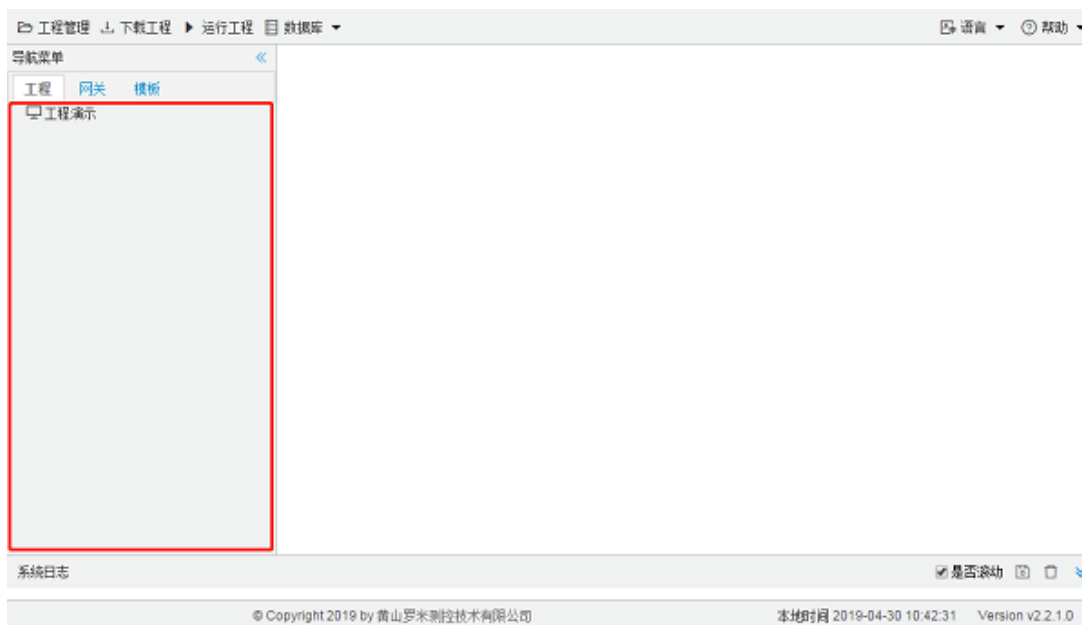 工程管理 下载工程 运行工程 数据库 语言 帮助
导航菜单
工程 网关 模板
工程演示
系统日志 是否滚动
© Copyright 2019 by 黄山罗米测控技术有限公司 本地时间 2019-04-30 10:42:31 Version v2.2.1.0